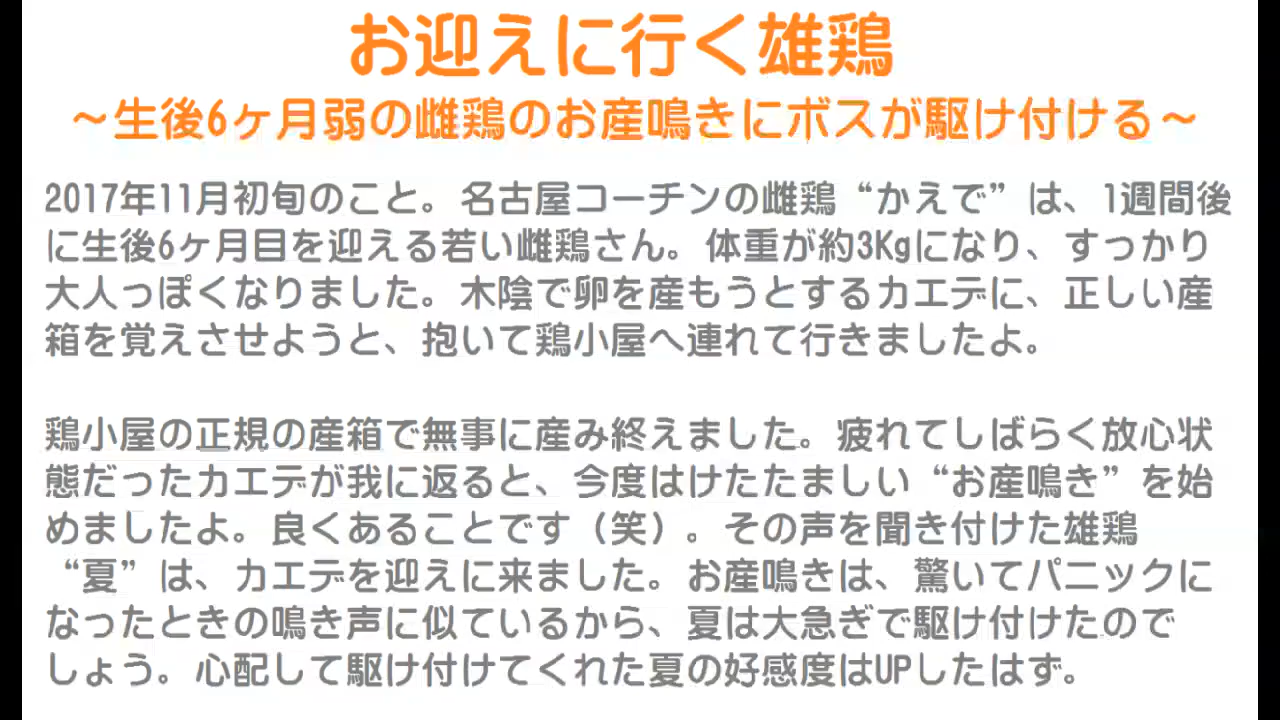 お迎えに行く雄鶏
～生後6ヶ月弱の雌鶏のお産鳴きにボスが駆け付ける～
2017年11月初旬のこと。名古屋コーチンの雌鶏“かえで”は、1週間後
に生後6ヶ月目を迎える若い雌鶏さん。体重が約3Kgになり、すっかり
大人っぽくなりました。木陰で卵を産もうとするカエデに、正しい産
箱を覚えさせようと、抱いて鶏小屋へ連れて行きましたよ。
鶏小屋の正規の産箱で無事に産み終えました。疲れてしばらく放心状
態だったカエデが我に返ると、今度はけたたましい“お産鳴き”を始
めましたよ。良くあることです（笑）。その声を聞き付けた雄鶏
“夏”は、カエデを迎えに来ました。お産鳴きは、驚いてパニックに
なったときの鳴き声に似ているから、夏は大急ぎで駆け付けたので
しょう。心配して駆け付けてくれた夏の好感度はUPしたはず。